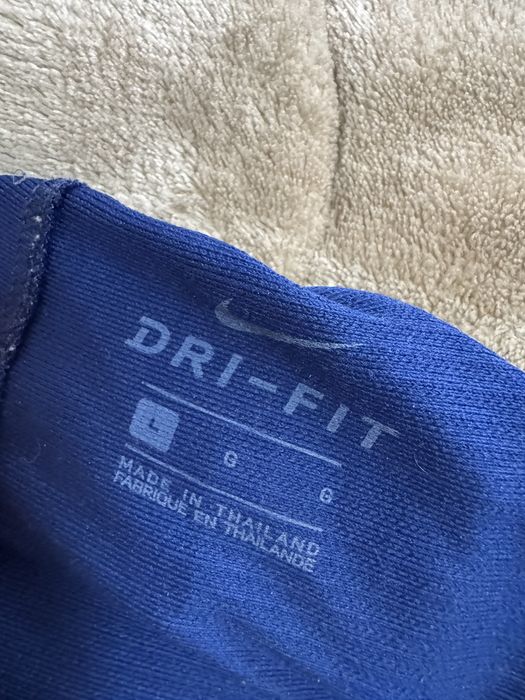 DRI-FIT
L G G
MADE IN THAILAND
FABRIQUE EN THAILANDE